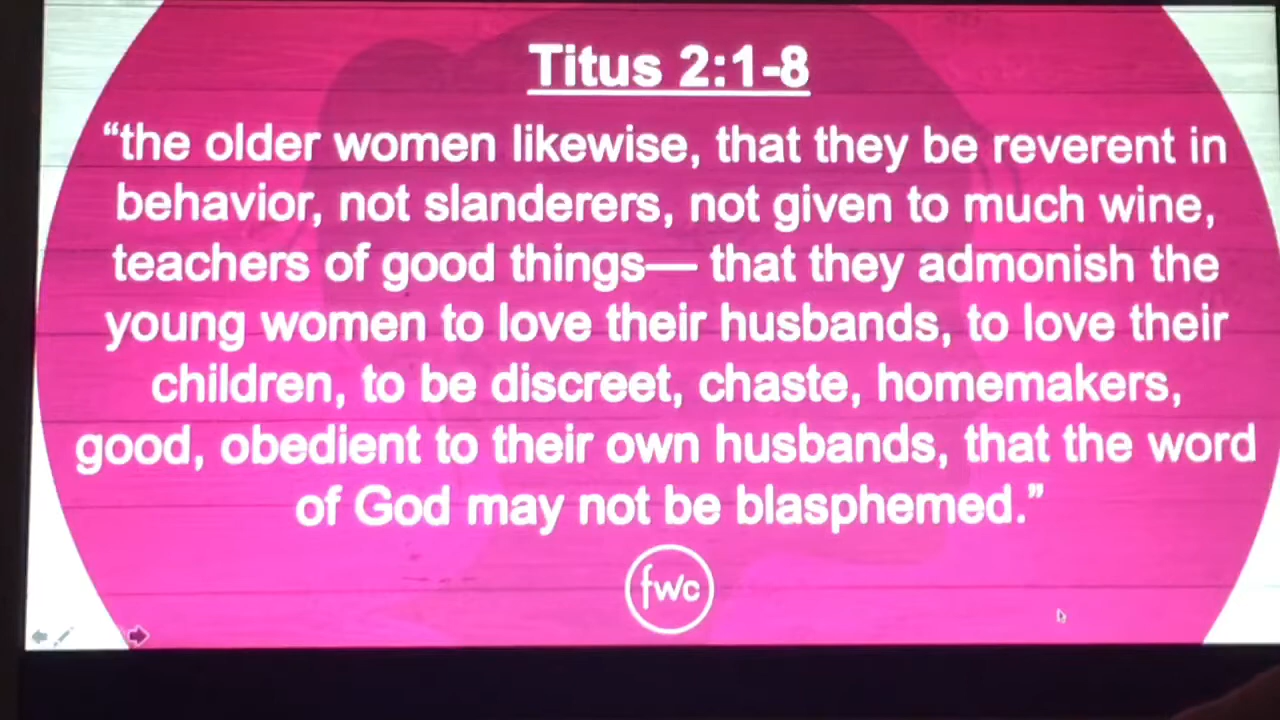 Titus 2:1-8
“the older women likewise, that they be reverent in
behavior, not slanderers, not given to much wine,
teachers of good things— that they admonish the
young women to love their husbands, to love their
children, to be discreet, chaste, homemakers,
good, obedient to their own husbands, that the word
of God may not be blasphemed.”
fwc